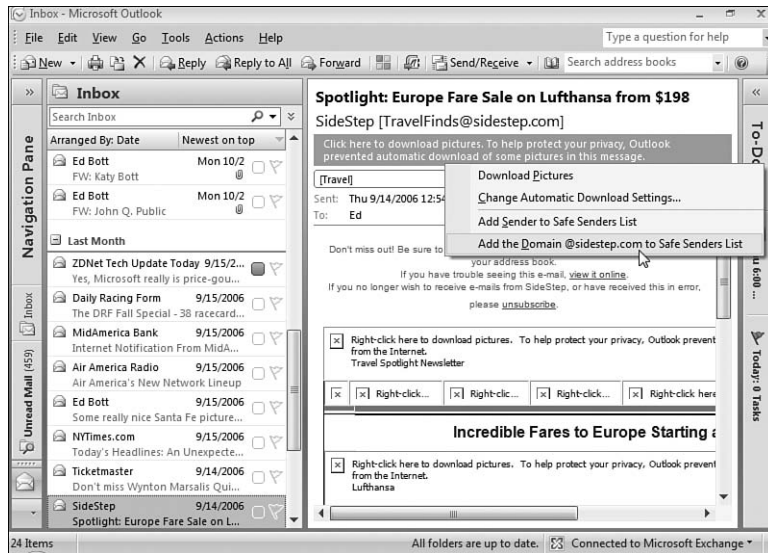 Inbox - Microsoft Outlook
File Edit View Go Tools Actions Help
Type a question for help
New Reply Reply to All Forward Send/Receive Search address books
Navigation Pane
Inbox
Unread Mail (459)
Inbox
Search Inbox
Arranged By: Date Newest on top
Ed Bott Mon 10/2
FW: Katy Bott
Ed Bott Mon 10/2
FW: John Q. Public
Last Month
ZDNet Tech Update Today 9/15/2...
Yes, Microsoft really is price-gou...
Daily Racing Form 9/15/2006
The DRF Fall Special - 38 racecard...
MidAmerica Bank 9/15/2006
Internet Notification From MidA...
Air America Radio 9/15/2006
Air America's New Network Lineup
Ed Bott 9/15/2006
Some really nice Santa Fe picture...
NYTimes.com 9/15/2006
Today's Headlines: An Unexpecte...
Ticketmaster 9/14/2006
Don't miss Wynton Marsalis Qui...
SideStep 9/14/2006
Spotlight: Europe Fare Sale on L...
Spotlight: Europe Fare Sale on Lufthansa from $198
SideStep [TravelFinds@sidestep.com]
Click here to download pictures. To help protect your privacy, Outlook
prevented automatic download of some pictures in this message.
[Travel]
Sent: Thu 9/14/2006 12:54
To: Ed
Download Pictures
Change Automatic Download Settings...
Add Sender to Safe Senders List
Add the Domain @sidestep.com to Safe Senders List
Don't miss out! Be sure to
your address book.
If you have trouble seeing this e-mail, view it online.
If you no longer wish to receive e-mails from SideStep, or have received this in error,
please unsubscribe.
Right-click here to download pictures. To help protect your privacy, Outlook prevent
from the Internet.
Travel Spotlight Newsletter
Right-click... Right-clic... Right-click... Right-click here
Incredible Fares to Europe Starting
Right-click here to download pictures. To help protect your privacy, Outlook prevent
from the Internet.
Lufthansa
To-D
6:00 ...
Today: 0 Tasks
24 Items
All folders are up to date. Connected to Microsoft Exchange